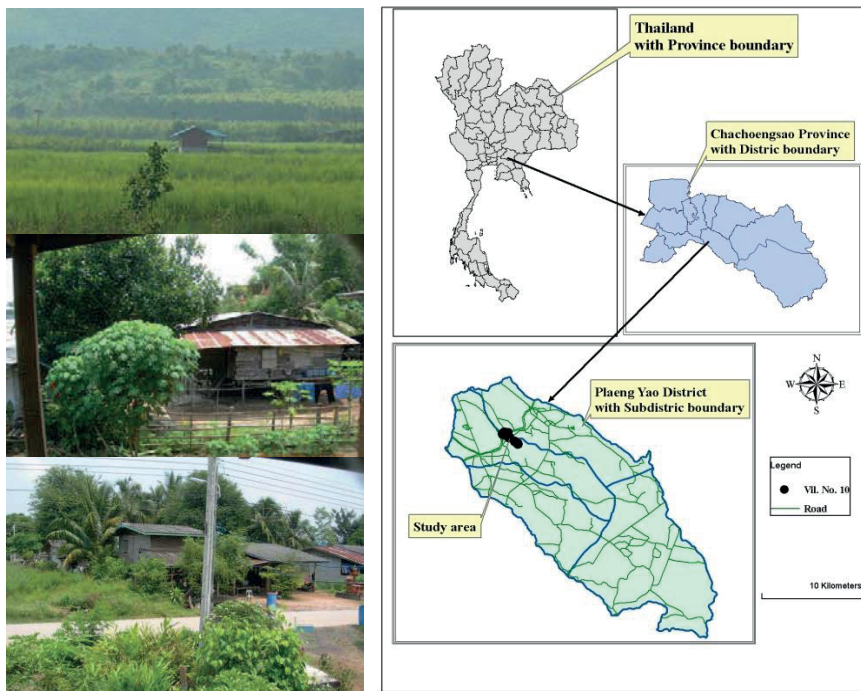 Thailand
with Province boundary
Chachoengsao Province
with Distric boundary
Plaeng Yao District
with Subdistric boundary
N
W
E
S
Legend
Vil. No. 10
Road
Study area
10 Kilometers